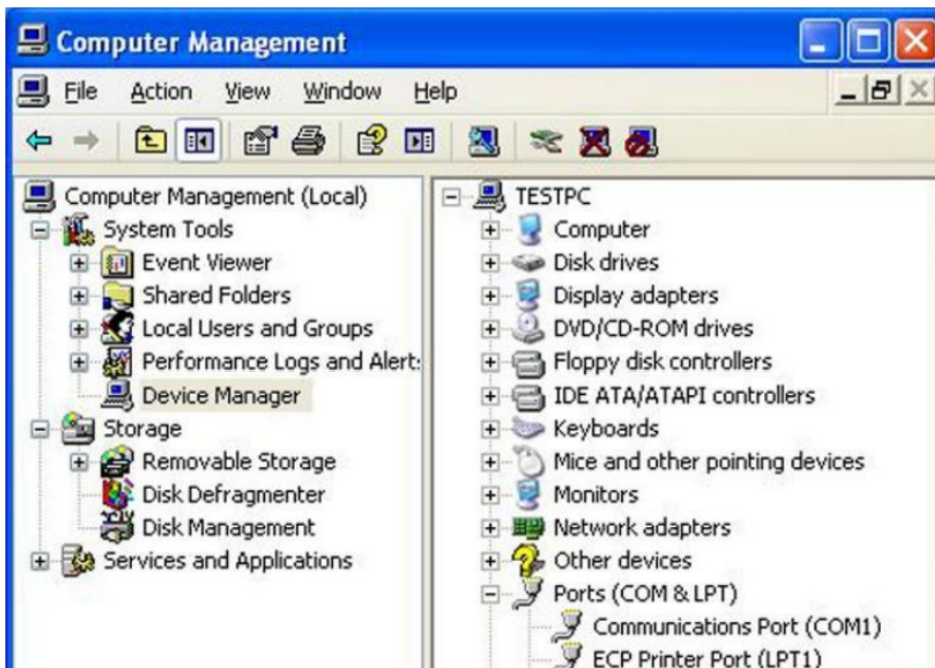 Computer Management
File Action View Window Help
Computer Management (Local)
System Tools
Event Viewer
Shared Folders
Local Users and Groups
Performance Logs and Alert:
Device Manager
Storage
Removable Storage
Disk Defragmenter
Disk Management
Services and Applications
TESTPC
Computer
Disk drives
Display adapters
DVD/CD-ROM drives
Floppy disk controllers
IDE ATA/ATAPI controllers
Keyboards
Mice and other pointing devices
Monitors
Network adapters
Other devices
Ports (COM & LPT)
Communications Port (COM1)
ECP Printer Port (LPT1)